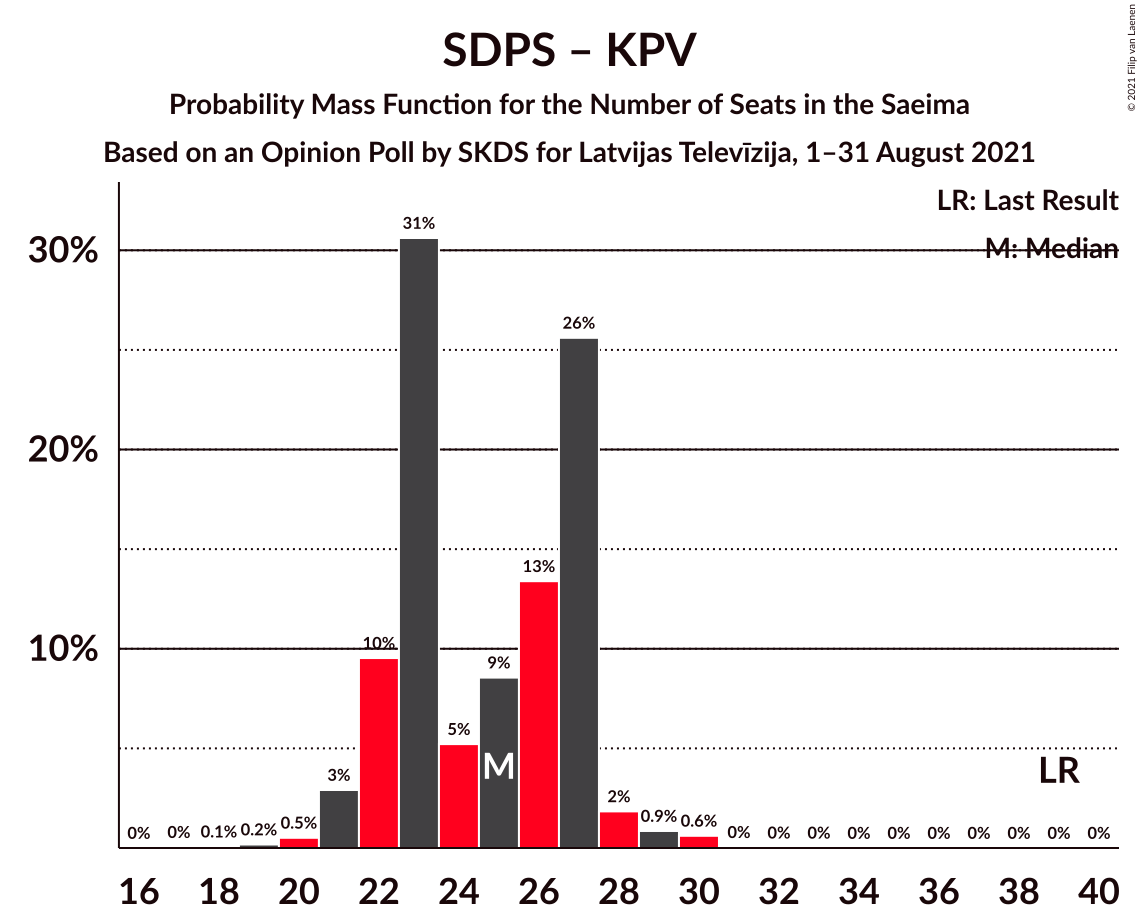 SDPS – KPV
Probability Mass Function for the Number of Seats in the Saeima
Based on an Opinion Poll by SKDS for Latvijas Televīzija, 1–31 August 2021
© 2021 Filip van Laenen
LR: Last Result
M: Median
30%
20%
10%
0% 0% 0.1% 0.2% 0.5% 3% 10% 31% 5% 9% 13% 26% 2% 0.9% 0.6% 0% 0% 0% 0% 0% 0% 0% 0% 0% 0%
M
LR
16 18 20 22 24 26 28 30 32 34 36 38 40